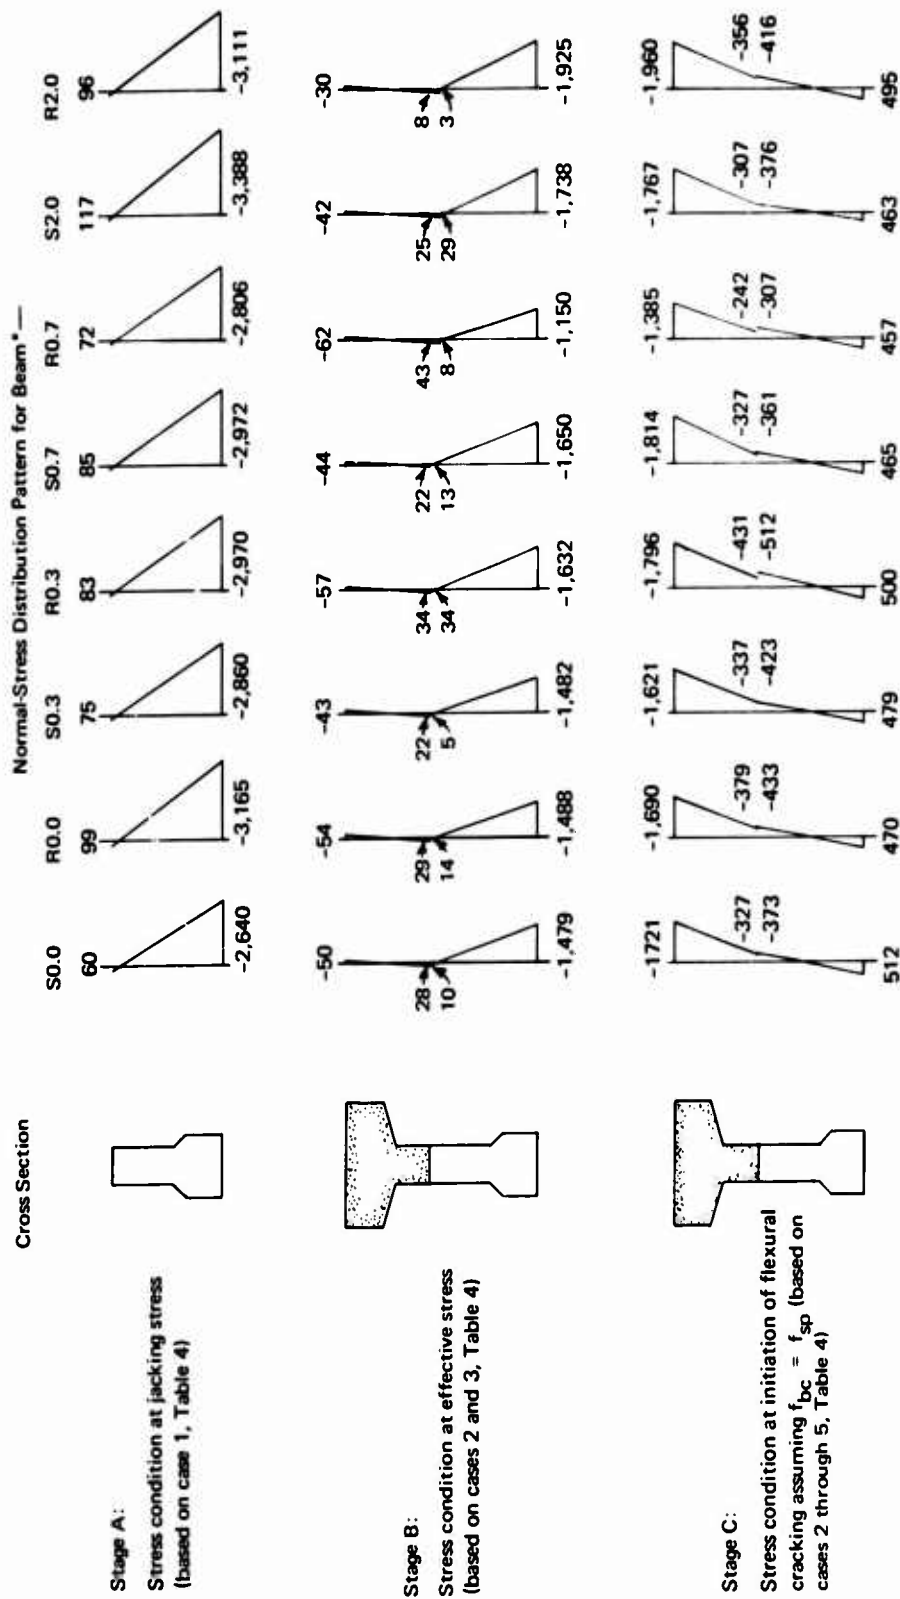 Normal-Stress Distribution Pattern for Beam*—
Cross Section
S0.0 R0.0 S0.3 R0.3 S0.7 R0.7 S2.0 R2.0
Stage A:
Stress condition at jacking stress
(based on case 1, Table 4)
60 99 75 83 85 72 117 96
-2,640 -3,165 -2,860 -2,970 -2,972 -2,806 -3,388 -3,111
Stage B:
Stress condition at effective stress
(based on cases 2 and 3, Table 4)
-50 -54 -43 -57 -44 -62 -42 -30
28 29 22 34 22 43 25 8
10 14 5 34 13 8 29 3
-1,479 -1,488 -1,482 -1,632 -1,650 -1,150 -1,738 -1,925
Stage C:
Stress condition at initiation of flexural
cracking assuming fbc = fsp (based on
cases 2 through 5, Table 4)
-1721 -1,690 -1,621 -1,796 -1,814 -1,385 -1,767 -1,960
-327 -379 -337 -431 -327 -242 -307 -356
-373 -433 -423 -512 -361 -307 -376 -416
512 470 479 500 465 457 463 495